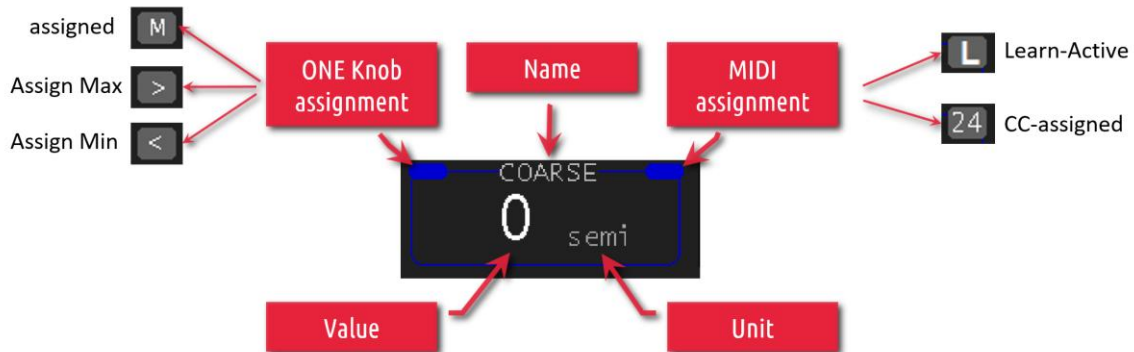 assigned
M
Assign Max
>
Assign Min
<
ONE Knob
assignment
Name
MIDI
assignment
L
Learn-Active
24
CC-assigned
COARSE
0
semi
Value
Unit